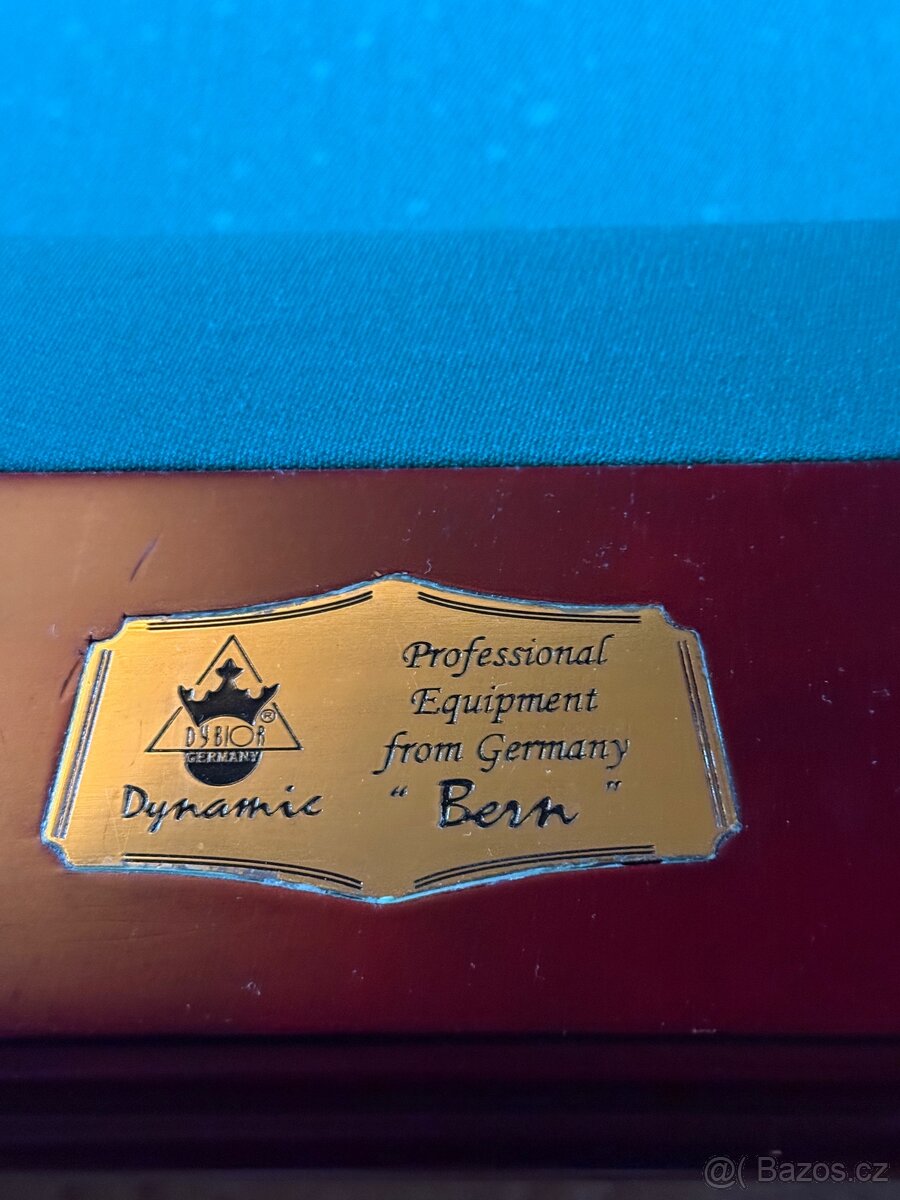 DYBIOR ®
GERMANY
Dynamic
Professional
Equipment
from Germany
" Bern "
@( Bazos.cz